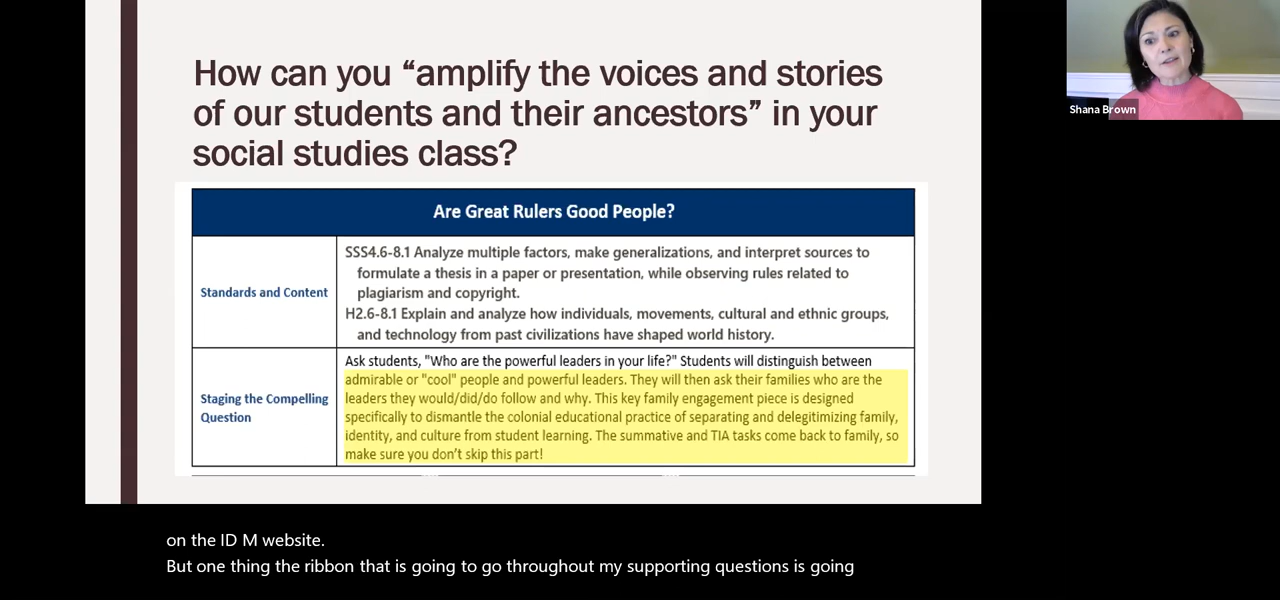 How can you “amplify the voices and stories
of our students and their ancestors” in your
social studies class?
Are Great Rulers Good People?
Standards and Content
SSS4.6-8.1 Analyze multiple factors, make generalizations, and interpret sources to
formulate a thesis in a paper or presentation, while observing rules related to
plagiarism and copyright.
H2.6-8.1 Explain and analyze how individuals, movements, cultural and ethnic groups,
and technology from past civilizations have shaped world history.
Staging the Compelling
Question
Ask students, "Who are the powerful leaders in your life?" Students will distinguish between
admirable or "cool" people and powerful leaders. They will then ask their families who are the
leaders they would/did/do follow and why. This key family engagement piece is designed
specifically to dismantle the colonial educational practice of separating and delegitimizing family,
identity, and culture from student learning. The summative and TIA tasks come back to family, so
make sure you don’t skip this part!
Shana Brown
on the ID M website.
But one thing the ribbon that is going to go throughout my supporting questions is going